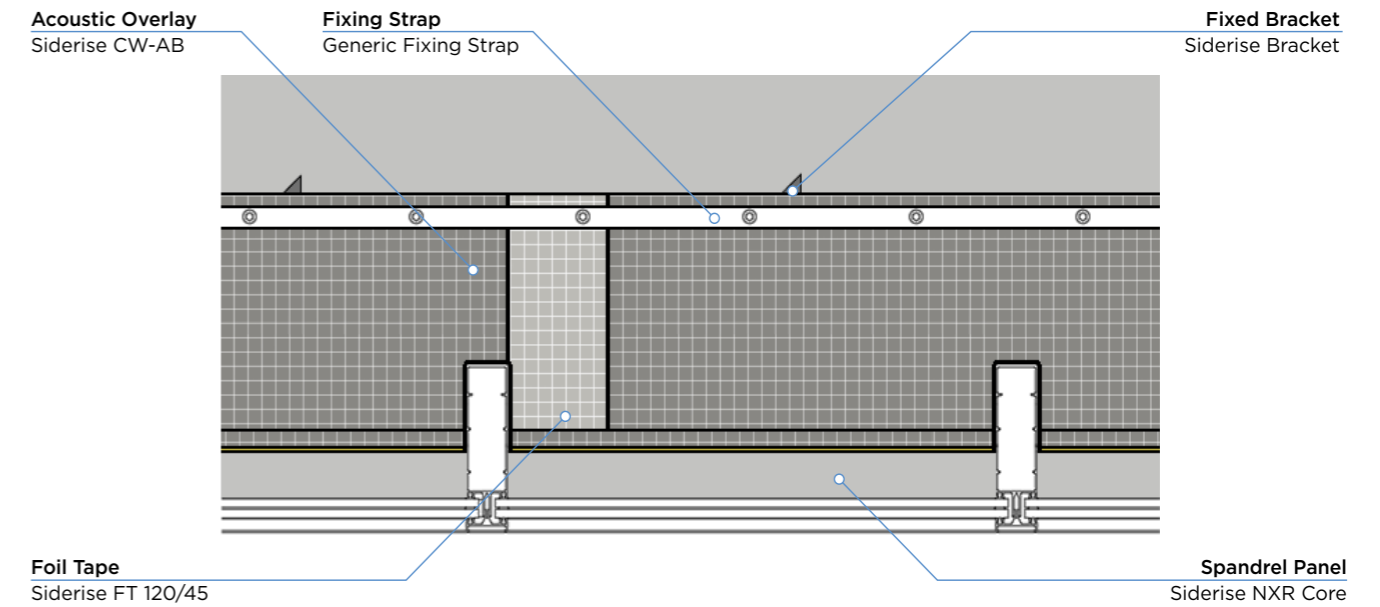 Acoustic Overlay
Siderise CW-AB
Fixing Strap
Generic Fixing Strap
Fixed Bracket
Siderise Bracket
Foil Tape
Siderise FT 120/45
Spandrel Panel
Siderise NXR Core